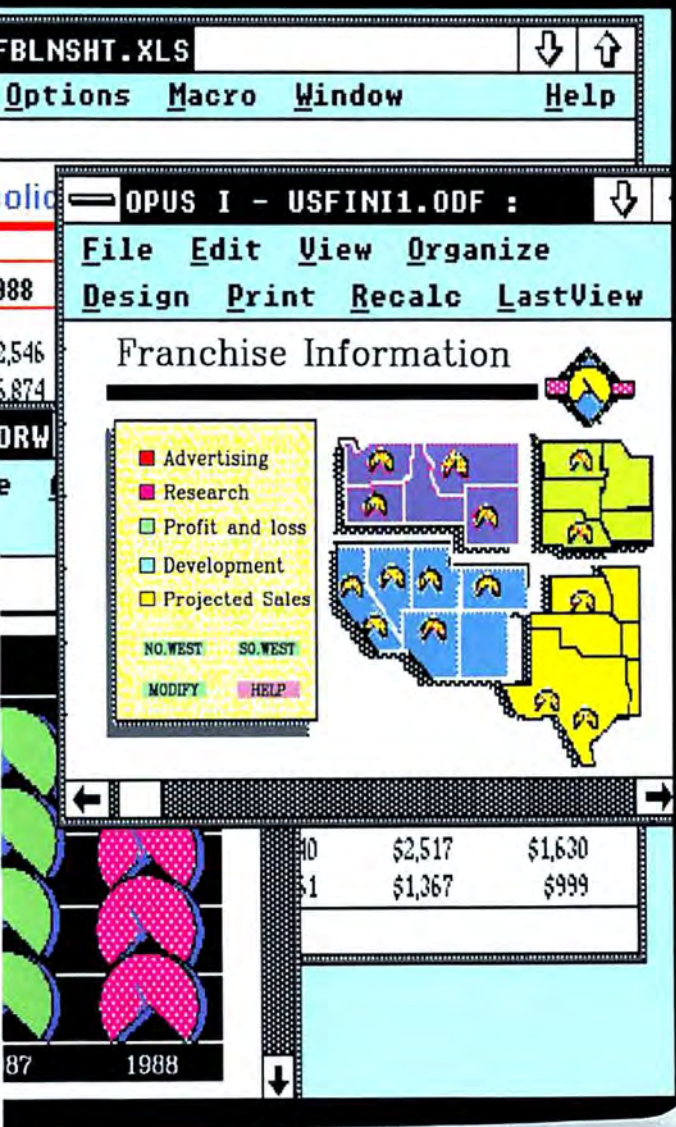 FBLNSHT.XLS
Options Macro Window Help
1988
2,546
5,874
OPUS I - USFINI1.ODF :
File Edit View Organize
Design Print Recalc LastView
Franchise Information
Advertising
Research
Profit and loss
Development
Projected Sales
NO.WEST SO.WEST
MODIFY HELP
DRW
$2,517 $1,630
$1,367 $999
87 1988